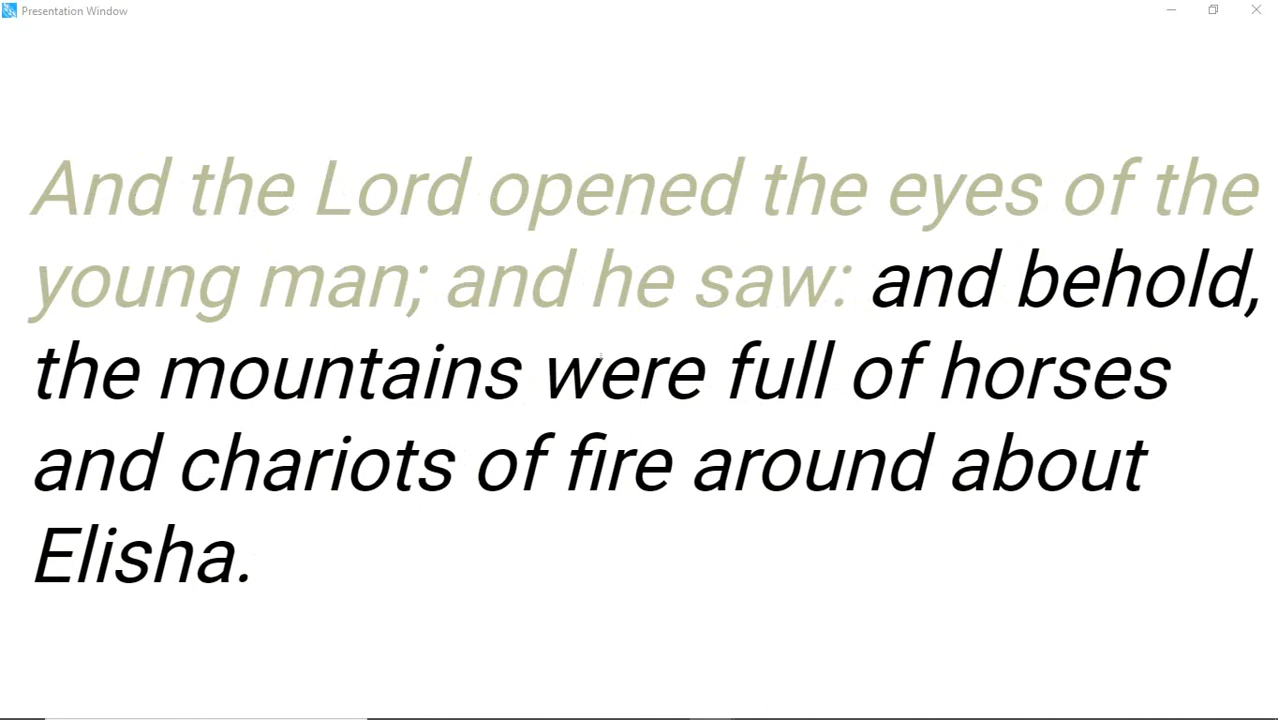 Presentation Window
And the Lord opened the eyes of the
young man; and he saw: and behold,
the mountains were full of horses
and chariots of fire around about
Elisha.